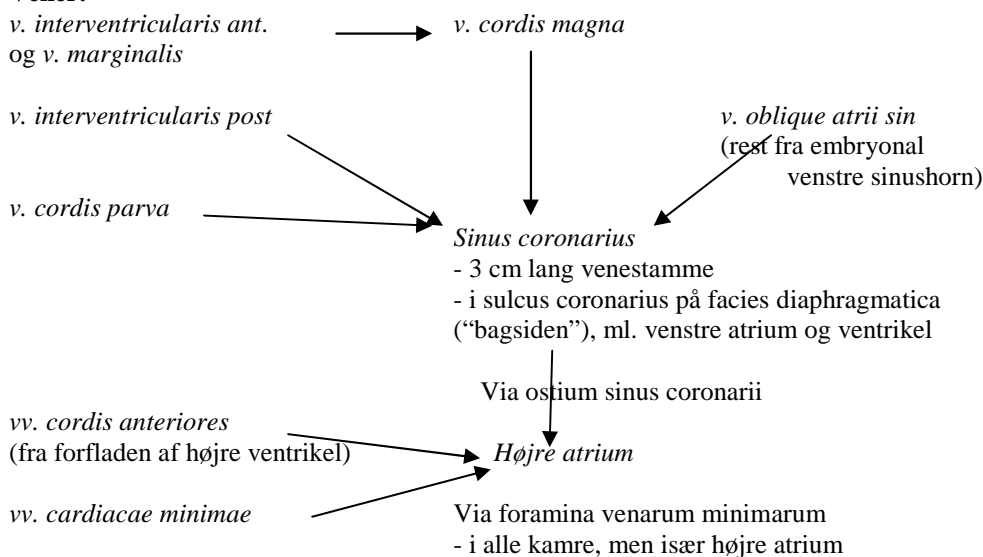 v. interventricularis ant.
og v. marginalis
v. cordis magna
v. interventricularis post
v. oblique atrii sin
(rest fra embryonal
venstre sinushorn)
v. cordis parva
Sinus coronarius
- 3 cm lang venestamme
- i sulcus coronarius på facies diaphragmatica
(“bagsiden”), ml. venstre atrium og ventrikel
Via ostium sinus coronarii
vv. cordis anteriores
(fra forfladen af højre ventrikel)
Højre atrium
vv. cardiacae minimae
Via foramina venarum minimarum
- i alle kamre, men især højre atrium